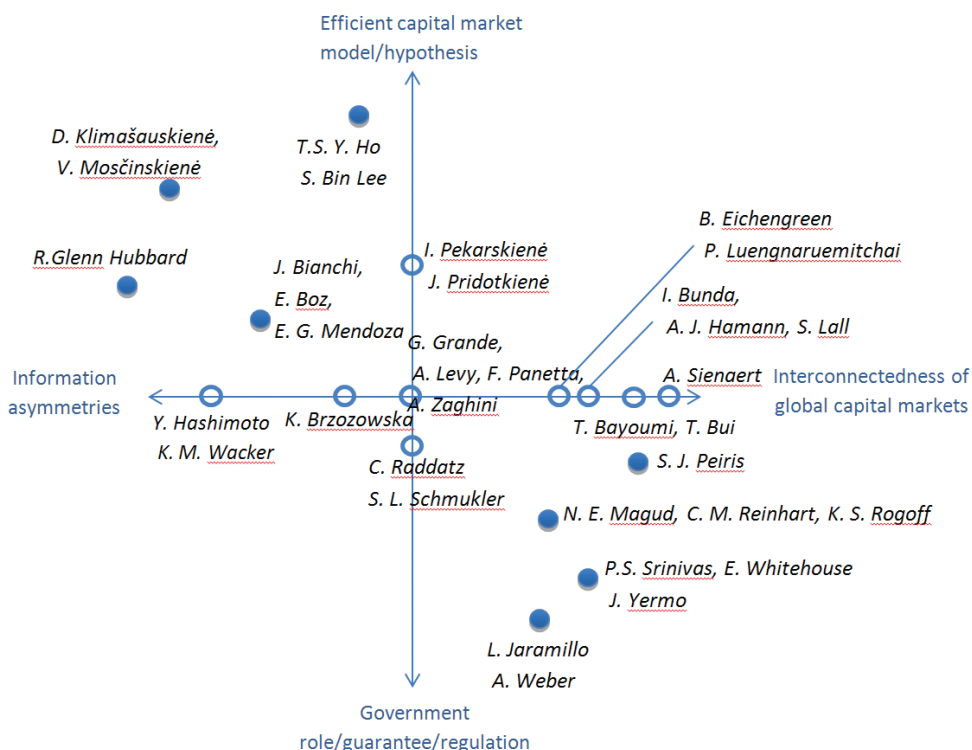 Efficient capital market
model/hypothesis
D. Klimašauskienė,
V. Mosčinskienė
T.S. Y. Ho
S. Bin Lee
B. Eichengreen
P. Luengnaruemitchai
R.Glenn Hubbard
I. Pekarskienė
J. Pridotkienė
J. Bianchi,
E. Boz,
E. G. Mendoza
I. Bunda,
A. J. Hamann, S. Lall
G. Grande,
A. Levy, F. Panetta,
A. Zaghini
Information
asymmetries
A. Sienaert
Interconnectedness of
global capital markets
Y. Hashimoto
K. M. Wacker
K. Brzozowska
T. Bayoumi, T. Bui
C. Raddatz
S. L. Schmukler
S. J. Peiris
N. E. Magud, C. M. Reinhart, K. S. Rogoff
P.S. Srinivas, E. Whitehouse
J. Yermo
L. Jaramillo
A. Weber
Government
role/guarantee/regulation